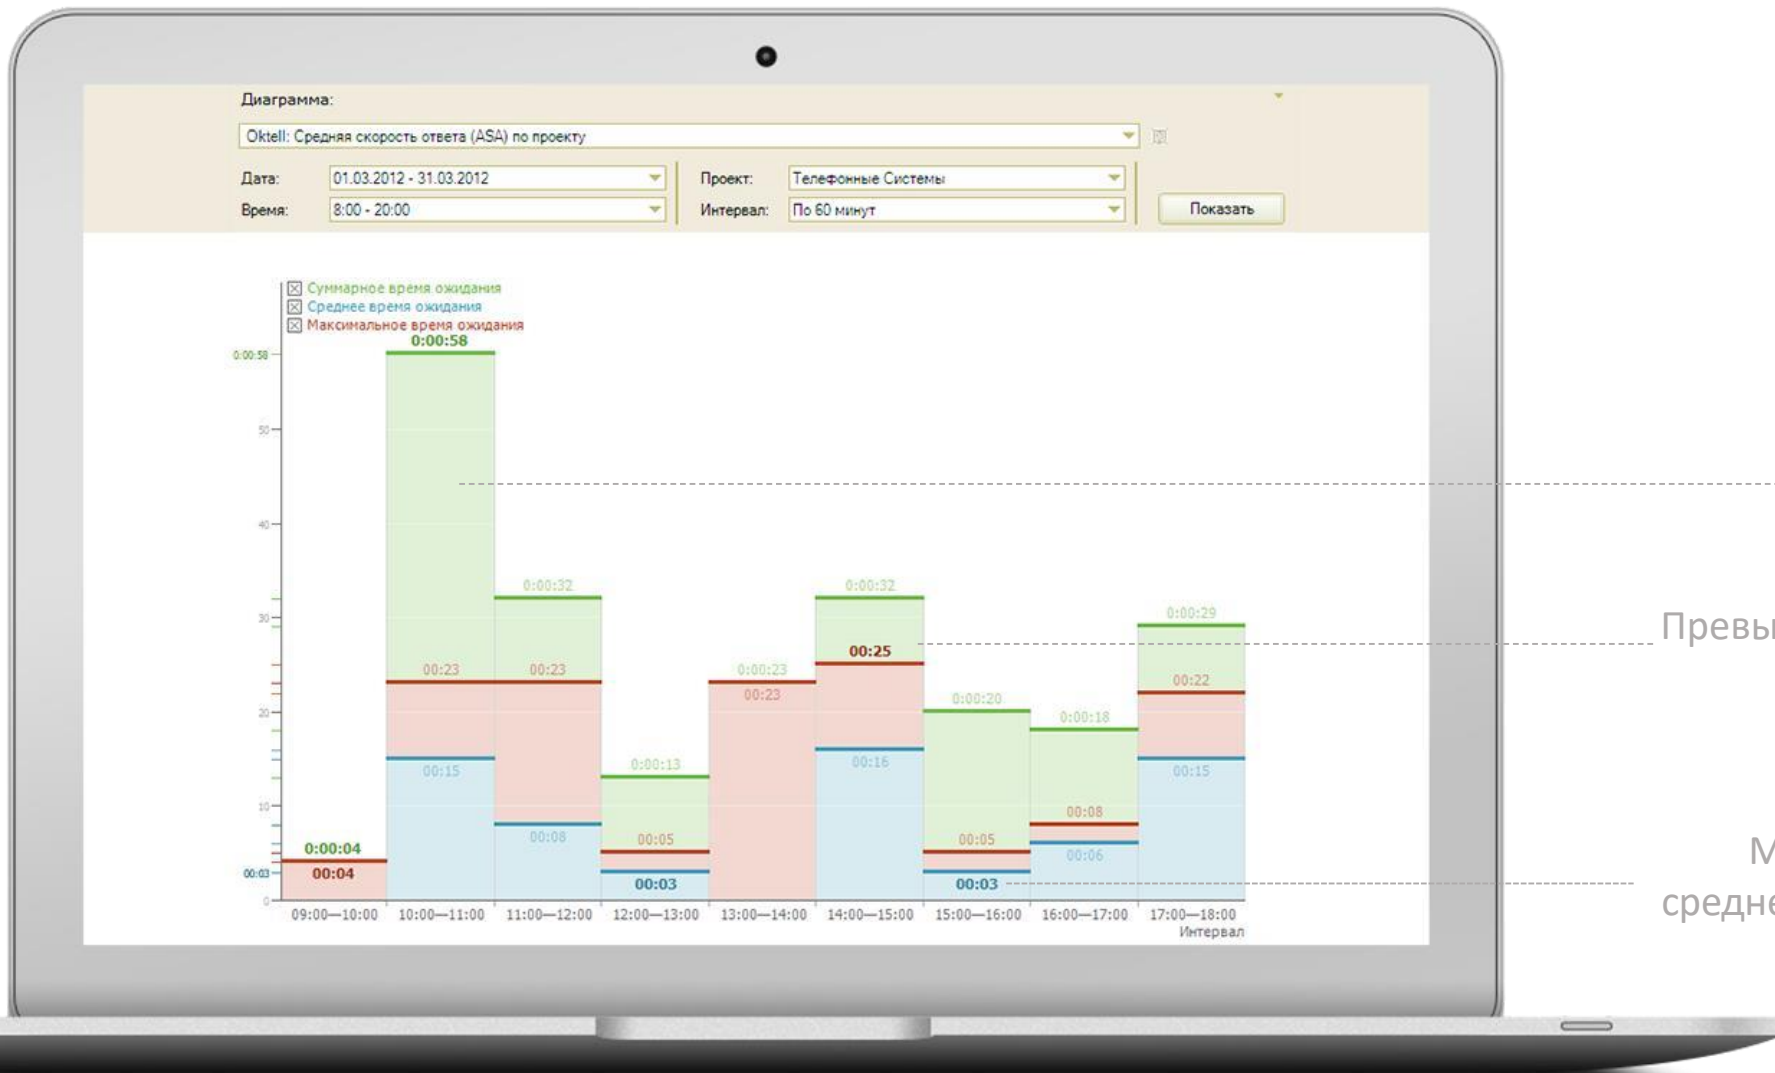 Диаграмма:
Oktell: Средняя скорость ответа (ASA) по проекту
Дата: 01.03.2012 - 31.03.2012 Проект: Телефонные Системы
Время: 8:00 - 20:00 Интервал: По 60 минут Показать
Суммарное время ожидания
Среднее время ожидания
Максимальное время ожидания
0:00:58
0:00:58
50
40
0:00:32 0:00:32
30 0:00:29
Превы
00:25
00:23 00:23 0:00:23 00:22
00:23
20 0:00:20 0:00:18
00:15 0:00:13 00:16 00:15
10 00:08
00:08 00:05 00:05 00:06
0:00:04
00:03 00:04 00:03 00:03
М
средне
0
09:00—10:00 10:00—11:00 11:00—12:00 12:00—13:00 13:00—14:00 14:00—15:00 15:00—16:00 16:00—17:00 17:00—18:00
Интервал